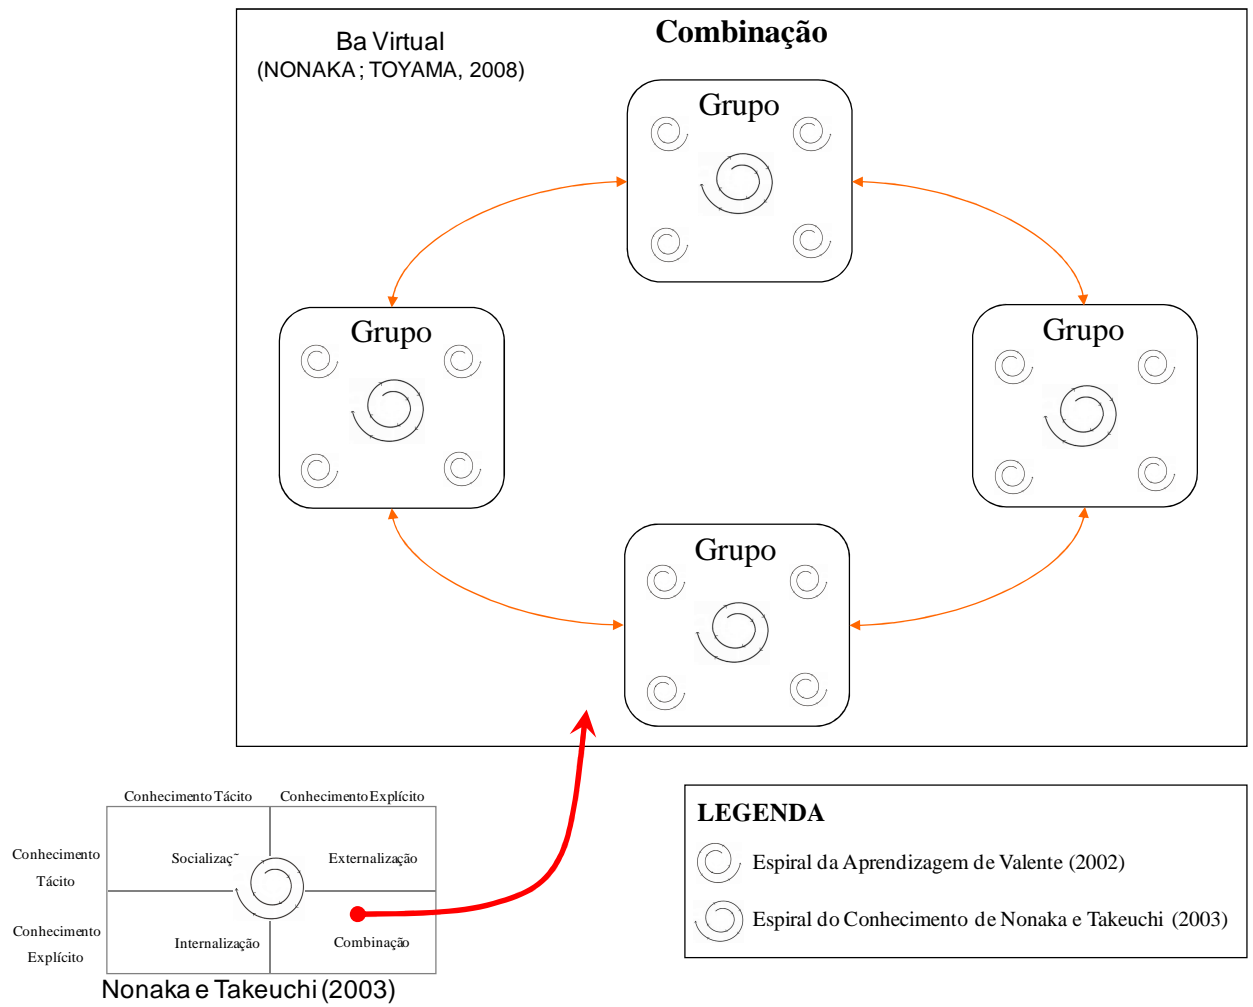 Combinação
Ba Virtual
(NONAKA ; TOYAMA, 2008)
Grupo
Grupo
Grupo
Grupo
Conhecimento Tácito
Conhecimento Explícito
Conhecimento
Tácito
Socializaç
Externalização
Conhecimento
Explícito
Internalização
Combinação
Nonaka e Takeuchi (2003)
LEGENDA
Espiral da Aprendizagem de Valente (2002)
Espiral do Conhecimento de Nonaka e Takeuchi (2003)